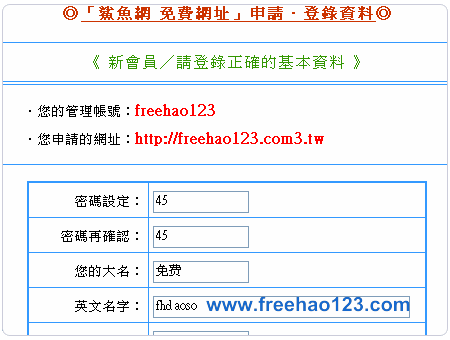 ◎「鯊魚網 免費網址」申請‧登錄資料◎
《 新會員／請登錄正確的基本資料 》
‧您的管理帳號：freehao123
‧您申請的網址：http://freehao123.com3.tw
密碼設定： 45
密碼再確認： 45
您的大名： 免费
英文名字： fhdaoso www.freehao123.com